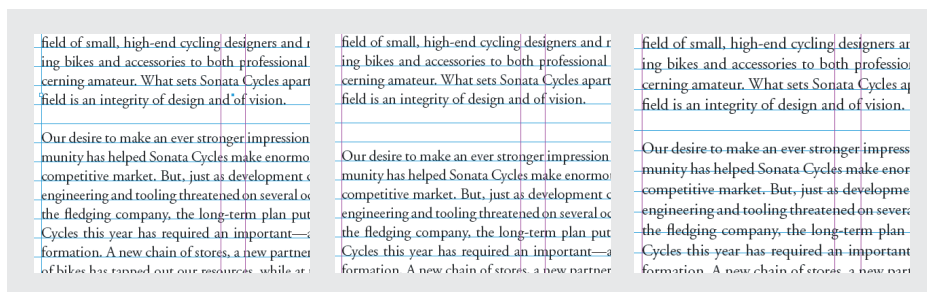 field of small, high-end cycling designers and
ing bikes and accessories to both professional
cerning amateur. What sets Sonata Cycles apart
field is an integrity of design and of vision.
Our desire to make an ever stronger impression
munity has helped Sonata Cycles make enormo
competitive market. But, just as development
engineering and tooling threatened on several
the fledging company, the long-term plan put
Cycles this year has required an important—
formation. A new chain of stores, a new partner
of bikes has tapped out our resources, while at
field of small, high-end cycling designers and
ing bikes and accessories to both professional
cerning amateur. What sets Sonata Cycles apart
field is an integrity of design and of vision.
Our desire to make an ever stronger impression
munity has helped Sonata Cycles make enormo
competitive market. But, just as development
engineering and tooling threatened on several
the fledging company, the long-term plan put
Cycles this year has required an important—
formation. A new chain of stores, a new partner
field of small, high-end cycling designers
ing bikes and accessories to both professio
cerning amateur. What sets Sonata Cycles
field is an integrity of design and of vision.
Our desire to make an ever stronger impress
munity has helped Sonata Cycles make enor
competitive market. But, just as developme
engineering and tooling threatened on
the fledging company, the long-term plan
Cycles this year has required an important
formation. A new chain of stores, a new